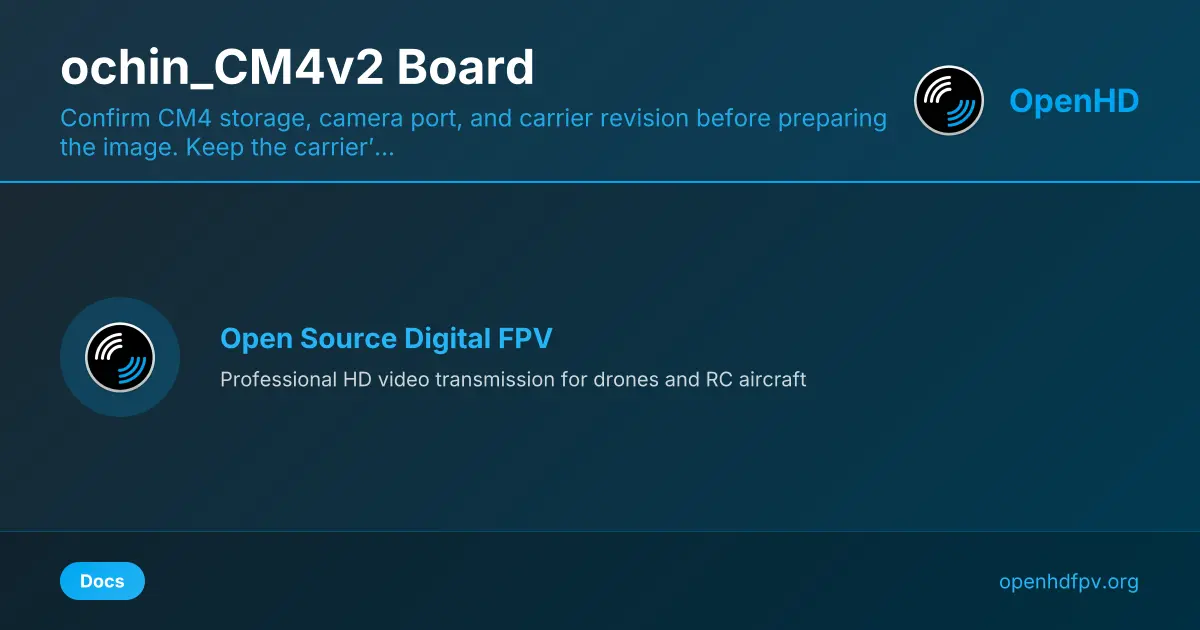 ochin_CM4v2 Board
Confirm CM4 storage, camera port, and carrier revision before preparing
the image. Keep the carrier’...
OpenHD
Open Source Digital FPV
Professional HD video transmission for drones and RC aircraft
Docs
openhdfpv.org